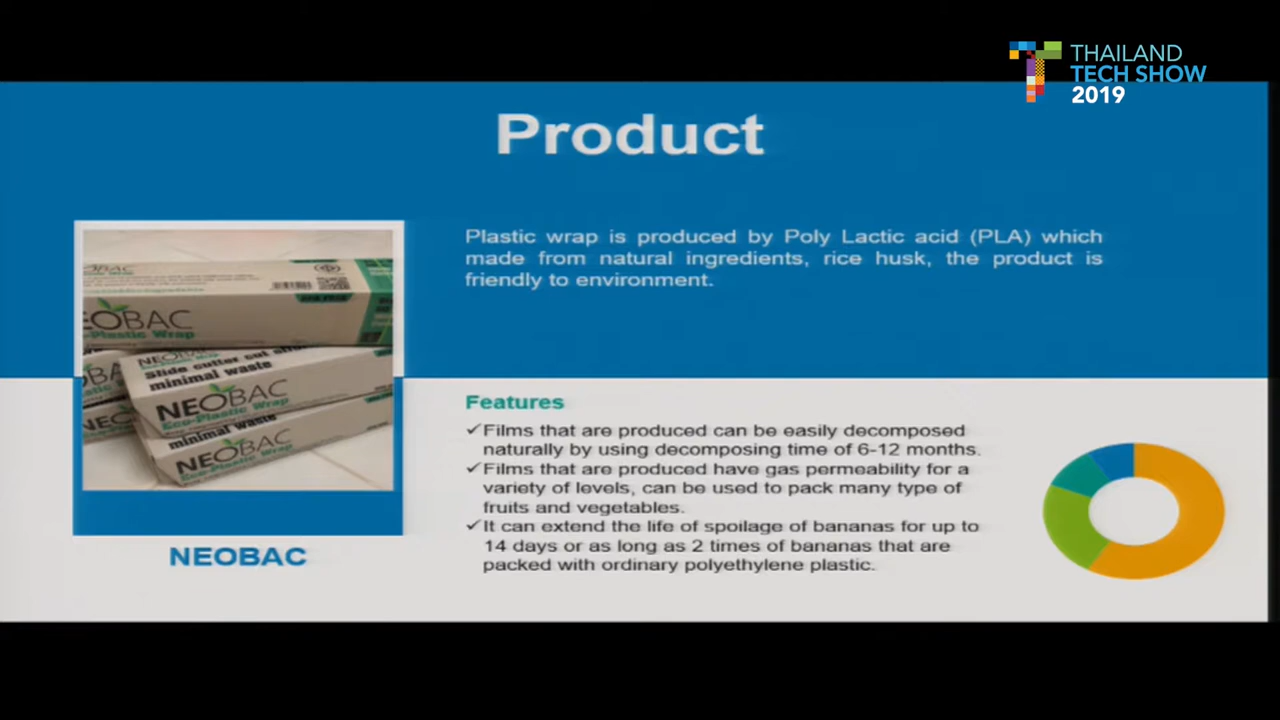 THAILAND
TECH SHOW
2019
Product
Plastic wrap is produced by Poly Lactic acid (PLA) which
made from natural ingredients, rice husk, the product is
friendly to environment.
OBAC
EOBAC
-Plastic Wrap
NEOBAC
Slide cutter cut
minimal waste
NEOBAC
Eco-Plastic Wrap
minimal waste
NEOBAC
Eco-Plastic Wrap
NEOBAC
Features
✓Films that are produced can be easily decomposed
naturally by using decomposing time of 6-12 months.
✓Films that are produced have gas permeability for a
variety of levels, can be used to pack many type of
fruits and vegetables.
✓It can extend the life of spoilage of bananas for up to
14 days or as long as 2 times of bananas that are
packed with ordinary polyethylene plastic.